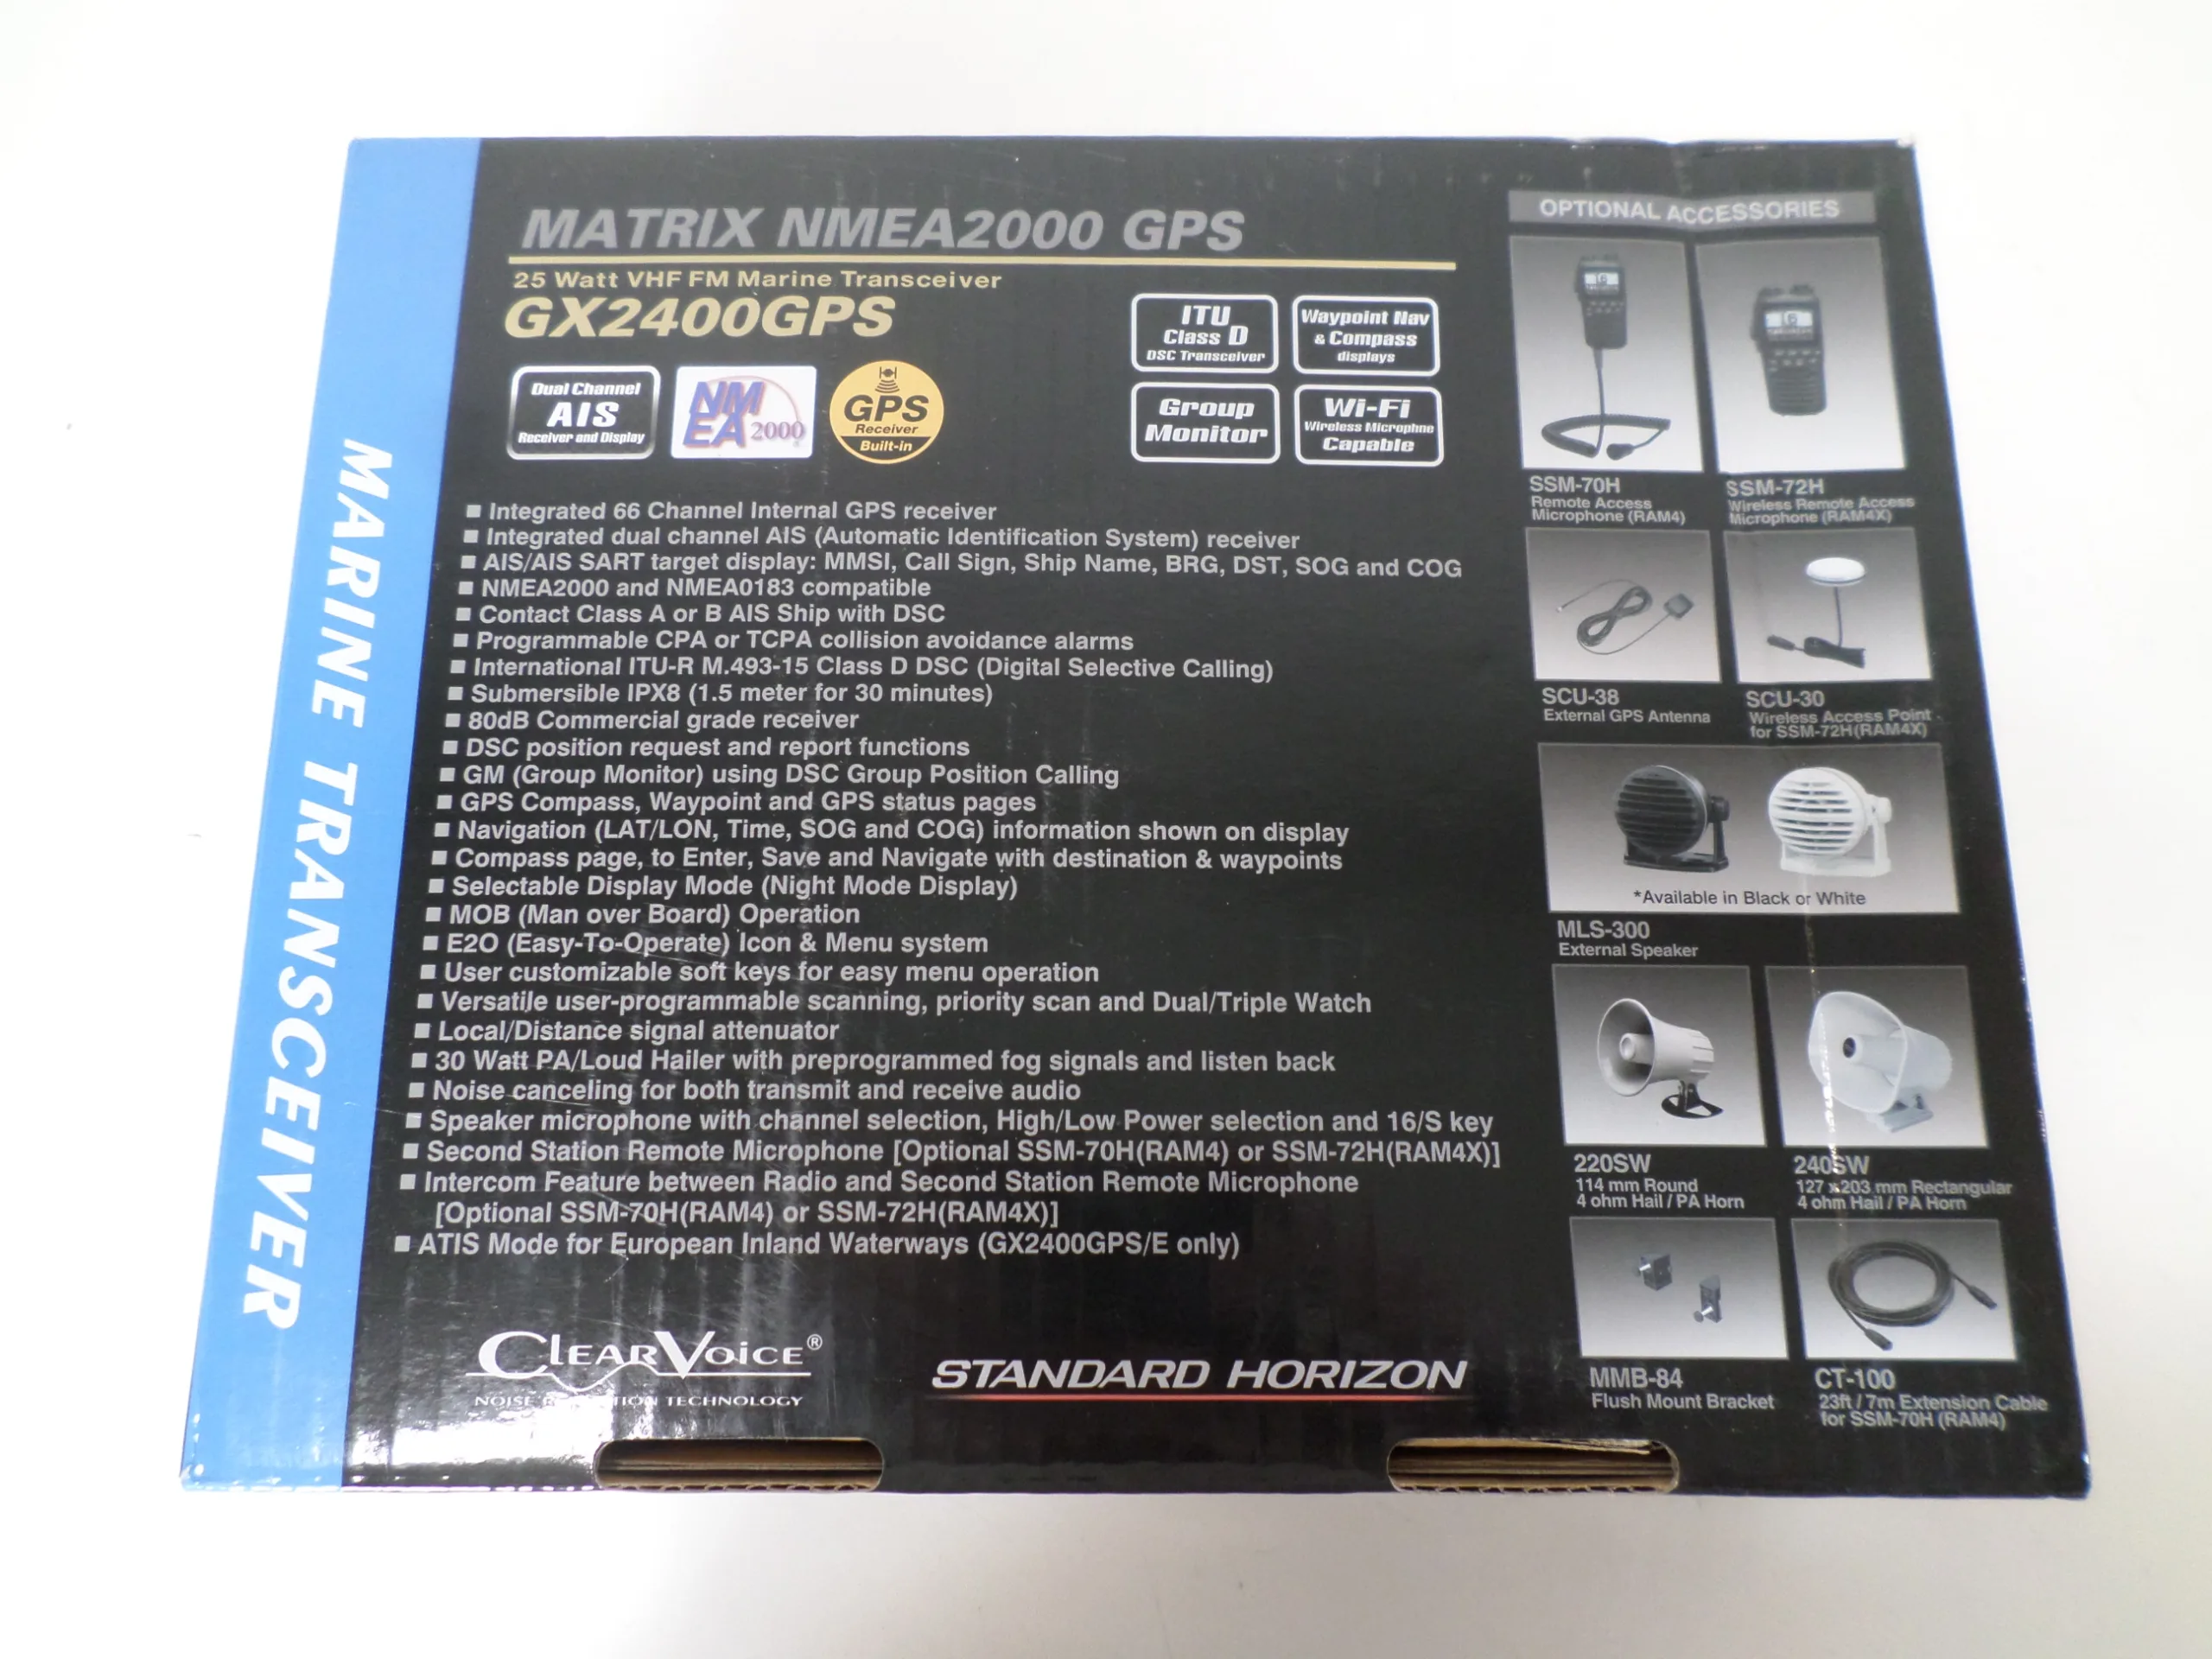 MARINE TRANSCEIVER
MATRIX NMEA2000 GPS
25 Watt VHF FM Marine Transceiver
GX2400GPS
Dual Channel
AIS
Receiver and Display
NM
EA 2000
GPS
Receiver
Built-in
ITU
Class D
DSC Transceiver
Waypoint Nav
& Compass
displays
Group
Monitor
Wi-Fi
Wireless Microphne
Capable
■ Integrated 66 Channel Internal GPS receiver
■ Integrated dual channel AIS (Automatic Identification System) receiver
■ AIS/AIS SART target display: MMSI, Call Sign, Ship Name, BRG, DST, SOG and COG
■ NMEA2000 and NMEA0183 compatible
■ Contact Class A or B AIS Ship with DSC
■ Programmable CPA or TCPA collision avoidance alarms
■ International ITU-R M.493-15 Class D DSC (Digital Selective Calling)
■ Submersible IPX8 (1.5 meter for 30 minutes)
■ 80dB Commercial grade receiver
■ DSC position request and report functions
■ GM (Group Monitor) using DSC Group Position Calling
■ GPS Compass, Waypoint and GPS status pages
■ Navigation (LAT/LON, Time, SOG and COG) information shown on display
■ Compass page, to Enter, Save and Navigate with destination & waypoints
■ Selectable Display Mode (Night Mode Display)
■ MOB (Man over Board) Operation
■ E2O (Easy-To-Operate) Icon & Menu system
■ User customizable soft keys for easy menu operation
■ Versatile user-programmable scanning, priority scan and Dual/Triple Watch
■ Local/Distance signal attenuator
■ 30 Watt PA/Loud Hailer with preprogrammed fog signals and listen back
■ Noise canceling for both transmit and receive audio
■ Speaker microphone with channel selection, High/Low Power selection and 16/S key
■ Second Station Remote Microphone [Optional SSM-70H(RAM4) or SSM-72H(RAM4X)]
■ Intercom Feature between Radio and Second Station Remote Microphone
[Optional SSM-70H(RAM4) or SSM-72H(RAM4X)]
■ ATIS Mode for European Inland Waterways (GX2400GPS/E only)
CLEARVOICE®
TECHNOLOGY
STANDARD HORIZON
OPTIONAL ACCESSORIES
SSM-70H
Remote Access
Microphone (RAM4)
SSM-72H
Wireless Remote Access
Microphone (RAM4X)
SCU-38
External GPS Antenna
SCU-30
Wireless Access Point
for SSM-72H(RAM4X)
*Available in Black or White
MLS-300
External Speaker
220SW
114 mm Round
4 ohm Hail / PA Horn
240SW
127 x 203 mm Rectangular
4 ohm Hail / PA Horn
MMB-84
Flush Mount Bracket
CT-100
23ft / 7m Extension Cable
for SSM-70H (RAM4)